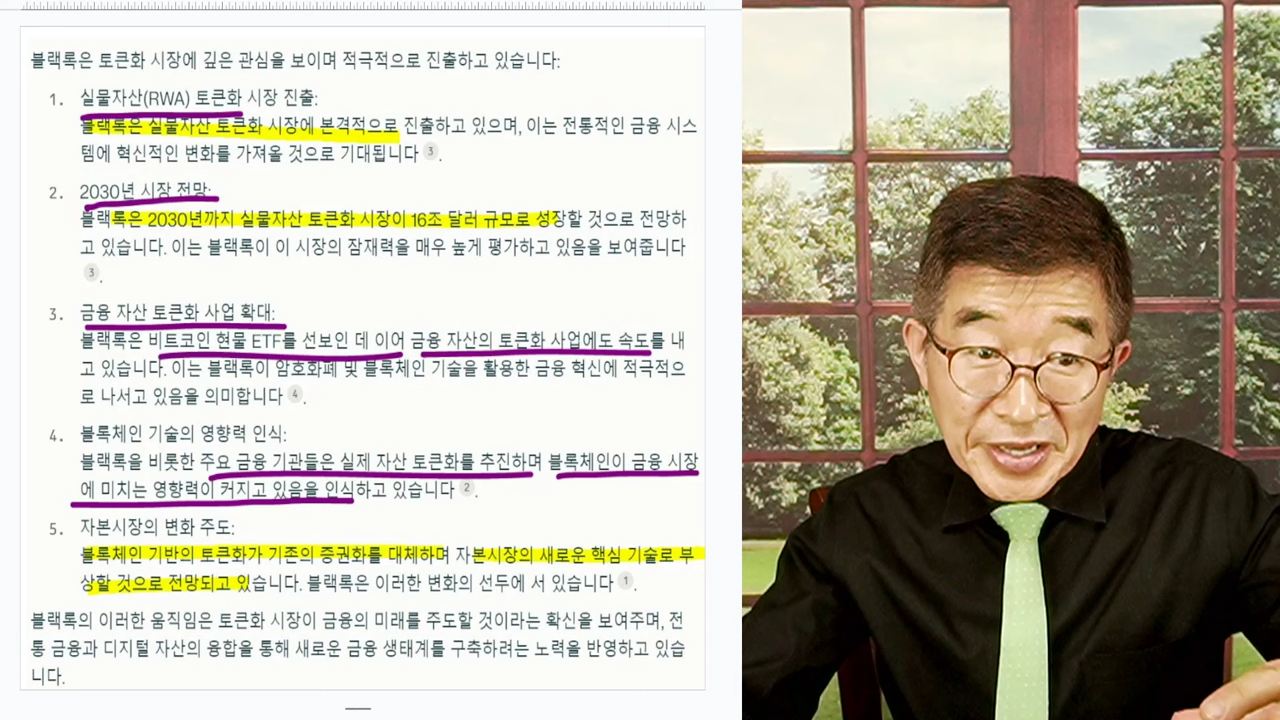 블랙록은 토큰화 시장에 깊은 관심을 보이며 적극적으로 진출하고 있습니다:
1. 실물자산(RWA) 토큰화 시장 진출:
블랙록은 실물자산 토큰화 시장에 본격적으로 진출하고 있으며, 이는 전통적인 금융 시스
템에 혁신적인 변화를 가져올 것으로 기대됩니다 3.
2. 2030년 시장 전망:
블랙록은 2030년까지 실물자산 토큰화 시장이 16조 달러 규모로 성장할 것으로 전망하
고 있습니다. 이는 블랙록이 이 시장의 잠재력을 매우 높게 평가하고 있음을 보여줍니다
3.
3. 금융 자산 토큰화 사업 확대:
블랙록은 비트코인 현물 ETF를 선보인 데 이어 금융 자산의 토큰화 사업에도 속도를 내
고 있습니다. 이는 블랙록이 암호화폐 및 블록체인 기술을 활용한 금융 혁신에 적극적으
로 나서고 있음을 의미합니다 4.
4. 블록체인 기술의 영향력 인식:
블랙록을 비롯한 주요 금융 기관들은 실제 자산 토큰화를 추진하며 블록체인이 금융 시장
에 미치는 영향력이 커지고 있음을 인식하고 있습니다 2.
5. 자본시장의 변화 주도:
블록체인 기반의 토큰화가 기존의 증권화를 대체하며 자본시장의 새로운 핵심 기술로 부
상할 것으로 전망되고 있습니다. 블랙록은 이러한 변화의 선두에 서 있습니다 1.
블랙록의 이러한 움직임은 토큰화 시장이 금융의 미래를 주도할 것이라는 확신을 보여주며, 전
통 금융과 디지털 자산의 융합을 통해 새로운 금융 생태계를 구축하려는 노력을 반영하고 있습
니다.